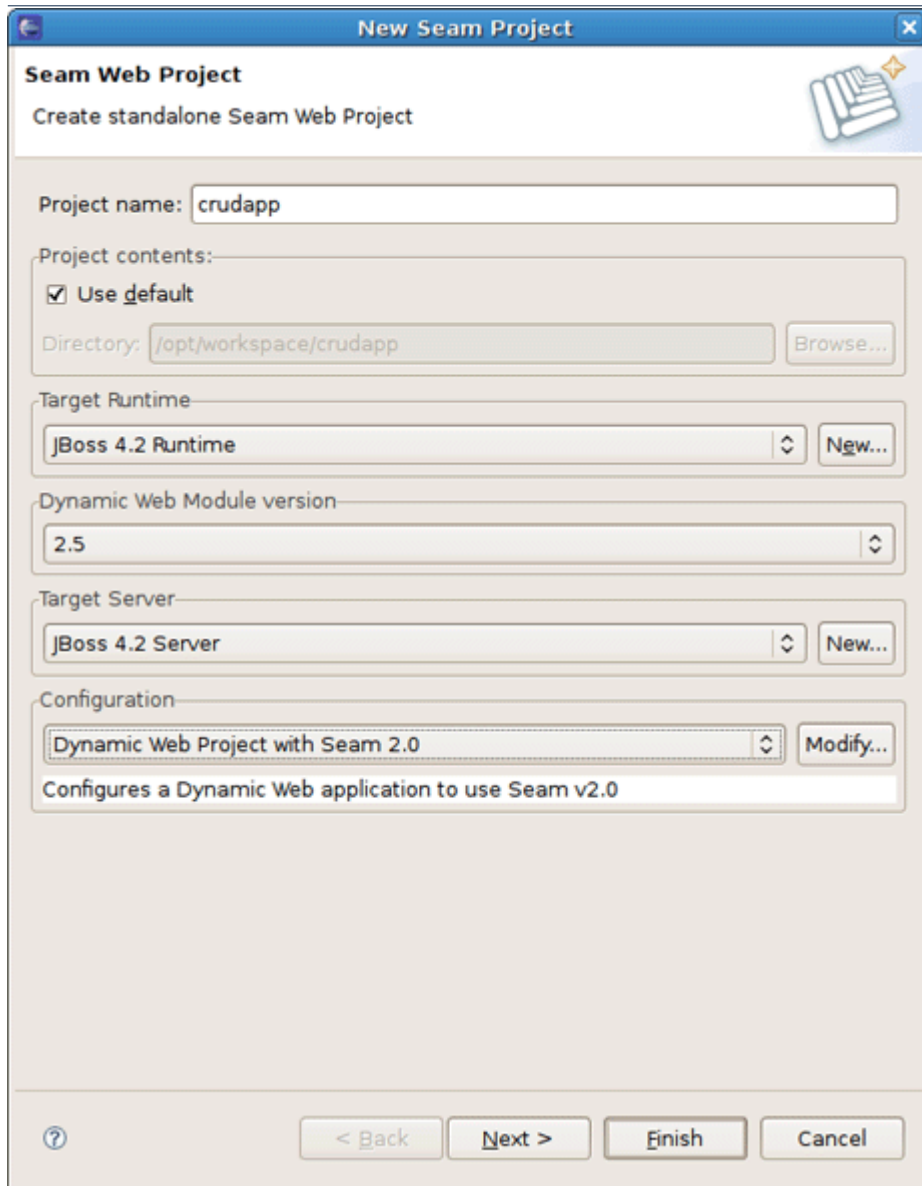 New Seam Project
Seam Web Project
Create standalone Seam Web Project
Project name: crudapp
Project contents:
Use default
Directory: /opt/workspace/crudapp Browse...
Target Runtime
JBoss 4.2 Runtime New...
Dynamic Web Module version
2.5
Target Server
JBoss 4.2 Server New...
Configuration
Dynamic Web Project with Seam 2.0 Modify...
Configures a Dynamic Web application to use Seam v2.0
? < Back Next > Finish Cancel